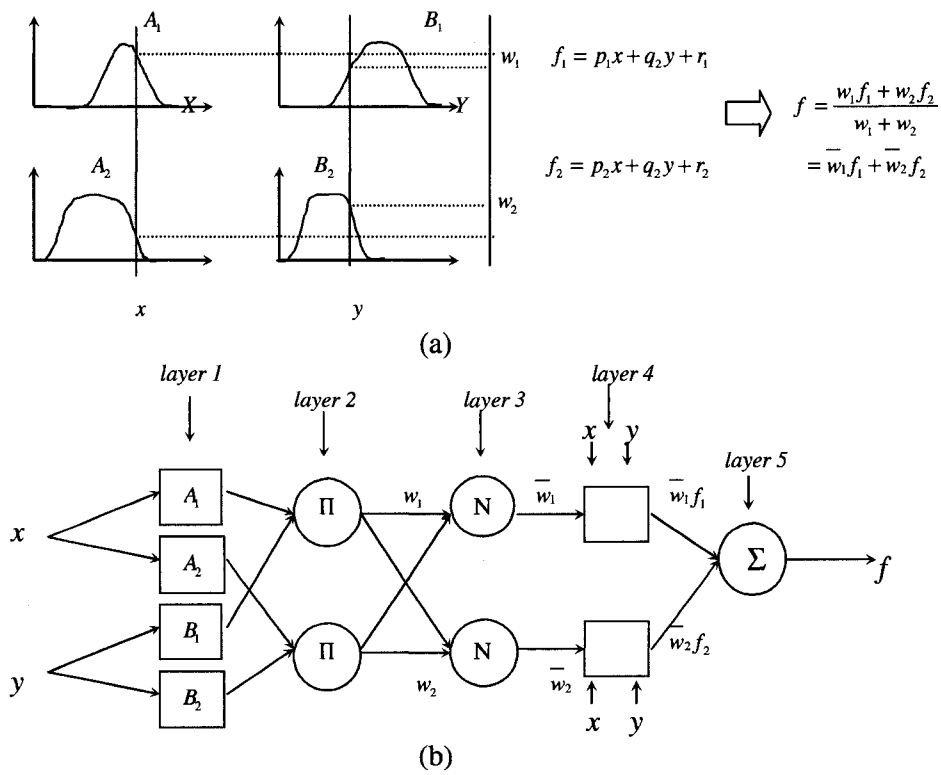 A₁
B₁
X
Y
w₁
f₁ = p₁x + q₂y + r₁
f = (w₁f₁ + w₂f₂) / (w₁ + w₂)
= w̅₁f₁ + w̅₂f₂
A₂
B₂
w₂
f₂ = p₂x + q₂y + r₂
x
y
(a)
layer 1
layer 2
layer 3
layer 4
x y
layer 5
x
A₁
Π
w₁
N
w̅₁
w̅₁f₁
A₂
Σ
f
B₁
Π
N
w̅₂f₂
y
B₂
w₂
w̅₂
x y
(b)